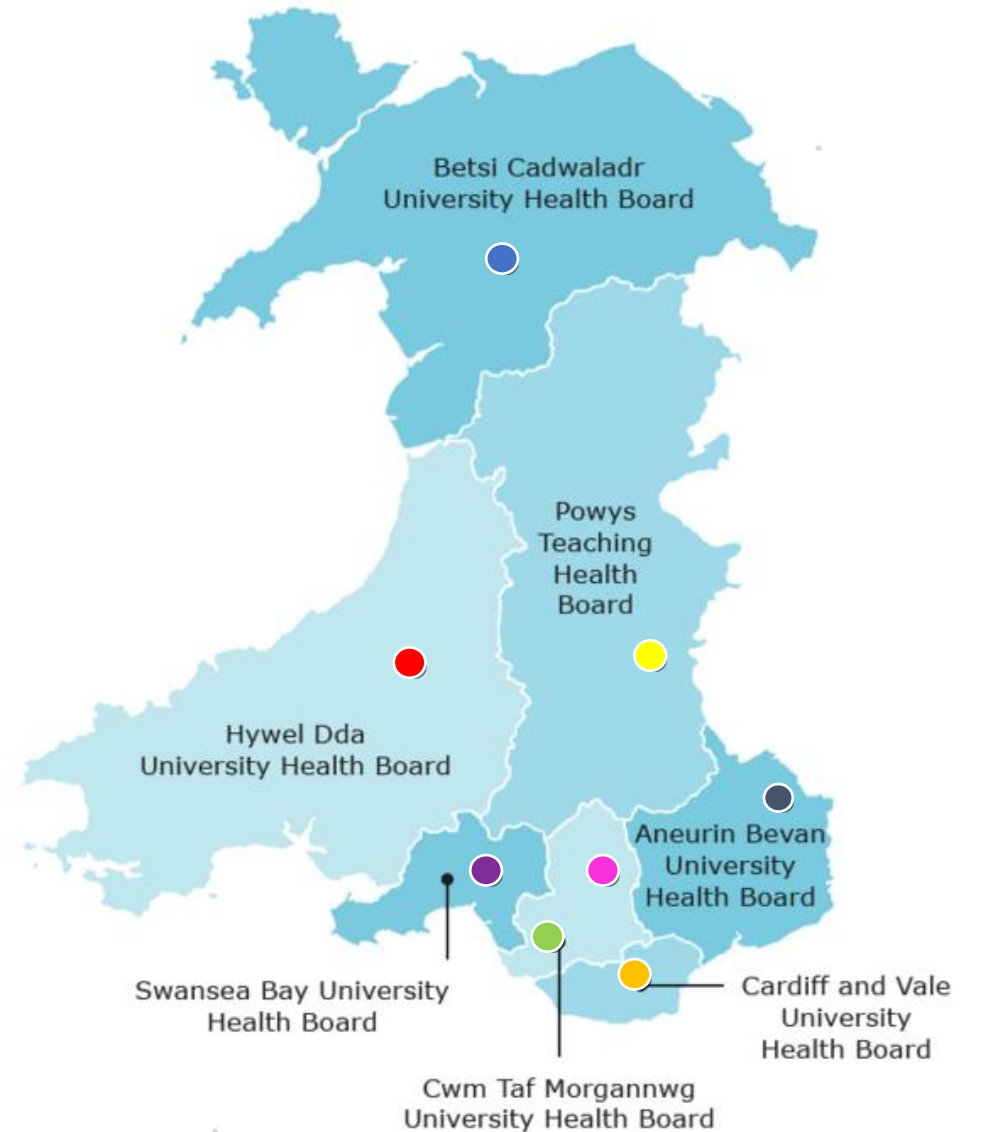 Betsi Cadwaladr
University Health Board
Powys
Teaching
Health
Board
Hywel Dda
University Health Board
Aneurin Bevan
University
Health Board
Swansea Bay University
Health Board
Cardiff and Vale
University
Health Board
Cwm Taf Morgannwg
University Health Board